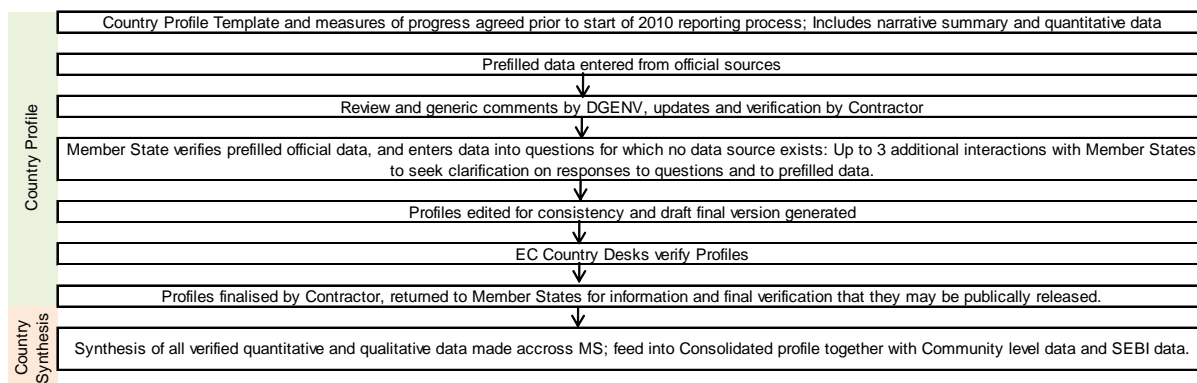 Country Profile Template and measures of progress agreed prior to start of 2010 reporting process; Includes narrative summary and quantitative data
Prefilled data entered from official sources
Review and generic comments by DGENV, updates and verification by Contractor
Member State verifies prefilled official data, and enters data into questions for which no data source exists: Up to 3 additional interactions with Member States
to seek clarification on responses to questions and to prefilled data.
Profiles edited for consistency and draft final version generated
EC Country Desks verify Profiles
Profiles finalised by Contractor, returned to Member States for information and final verification that they may be publically released.
Country Profile
Synthesis of all verified quantitative and qualitative data made accross MS; feed into Consolidated profile together with Community level data and SEBI data.
Country
Synthesis